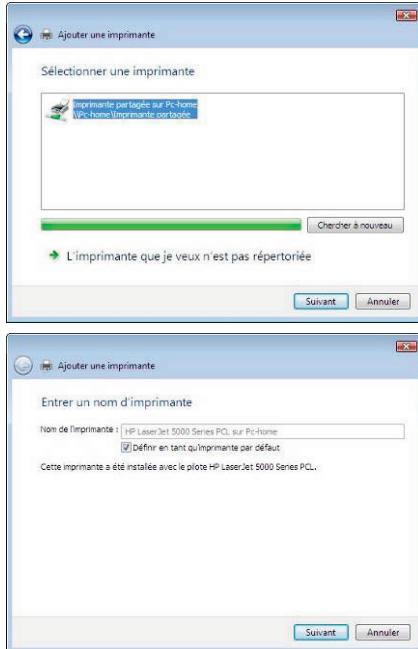 Ajouter une imprimante
Sélectionner une imprimante
Imprimante partagée sur Pc-home
\\Pc-home\Imprimante partagée
Chercher à nouveau
L'imprimante que je veux n'est pas répertoriée
Suivant
Annuler
Ajouter une imprimante
Entrer un nom d'imprimante
Nom de l'imprimante : HP LaserJet 5000 Series PCL sur Pc-home
Définir en tant qu'imprimante par défaut
Cette imprimante a été installée avec le pilote HP LaserJet 5000 Series PCL.
Suivant
Annuler